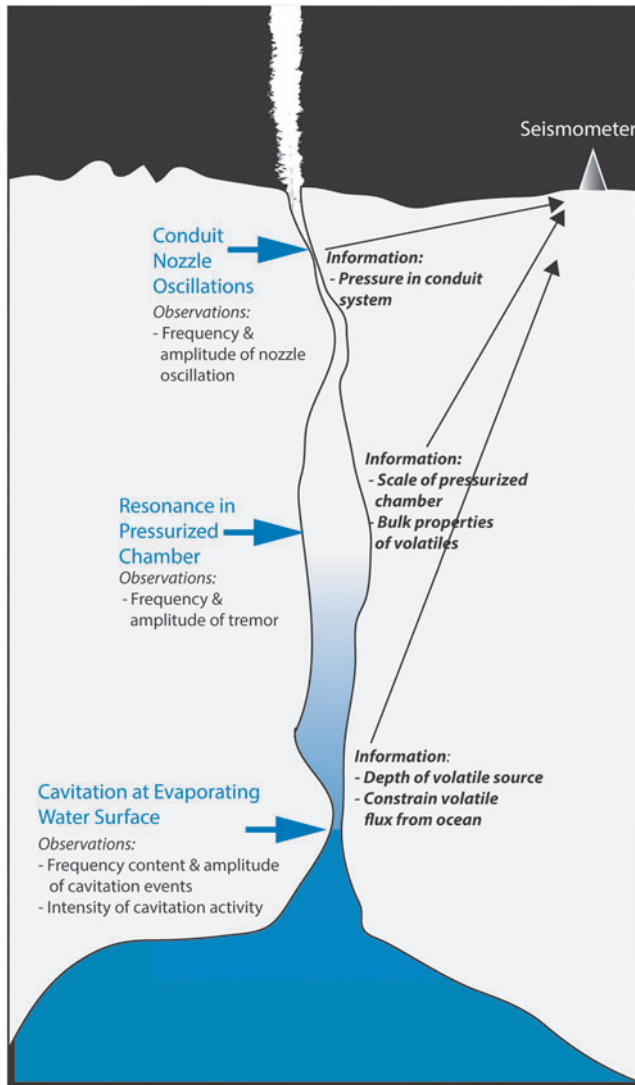 Seismometer
Conduit
Nozzle
Oscillations
Observations:
- Frequency &
amplitude of nozzle
oscillation
Information:
- Pressure in conduit
system
Information:
- Scale of pressurized
chamber
- Bulk properties
of volatiles
Resonance in
Pressurized
Chamber
Observations:
- Frequency &
amplitude of tremor
Information:
- Depth of volatile source
- Constrain volatile
flux from ocean
Cavitation at Evaporating
Water Surface
Observations:
- Frequency content & amplitude
of cavitation events
- Intensity of cavitation activity